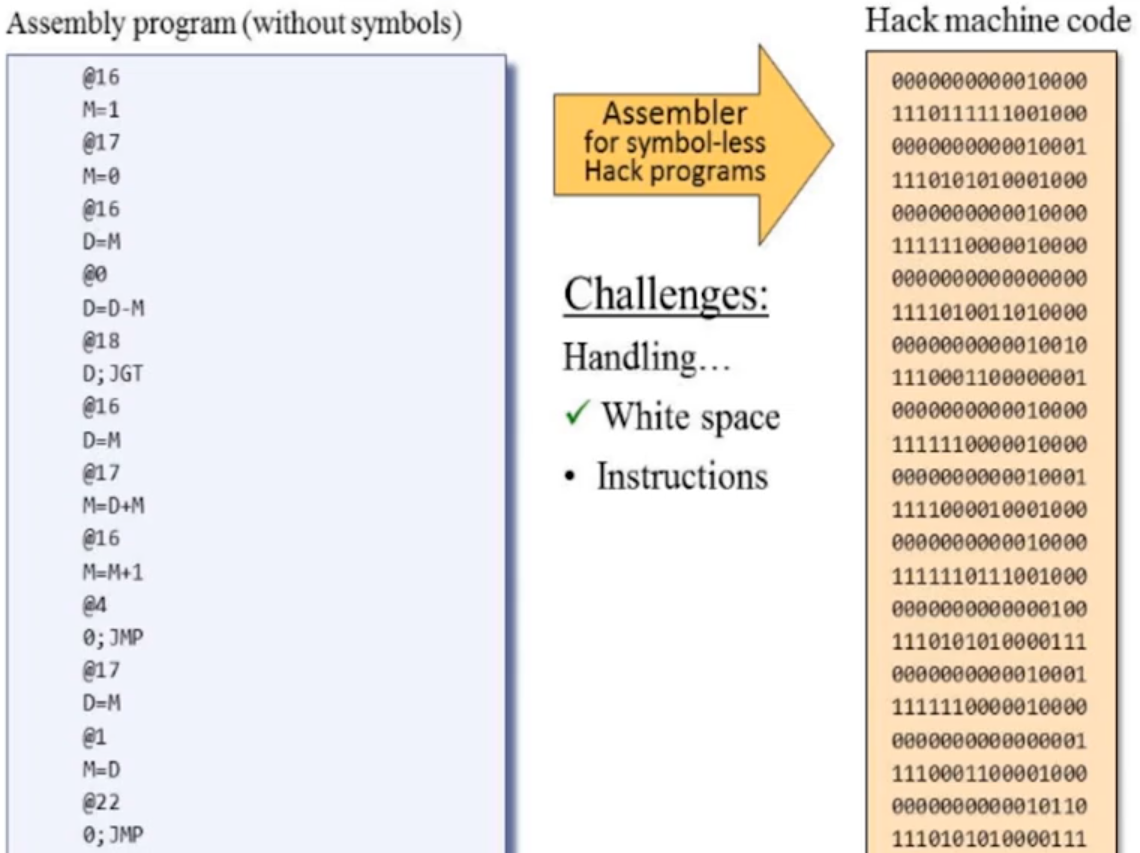 Assembly program (without symbols)
@16
M=1
@17
M=0
@16
D=M
@0
D=D-M
@18
D;JGT
@16
D=M
@17
M=D+M
@16
M=M+1
@4
0;JMP
@17
D=M
@1
M=D
@22
0;JMP
Assembler
for symbol-less
Hack programs
Challenges:
Handling…
✓ White space
• Instructions
Hack machine code
0000000000010000
1110111111001000
0000000000010001
1110101010001000
0000000000010000
1111110000010000
0000000000000000
1111010011010000
0000000000010010
1110001100000001
0000000000010000
1111110000010000
0000000000010001
1111000010001000
0000000000010000
1111110111001000
0000000000000100
1110101010000111
0000000000010001
1111110000010000
0000000000000001
1110001100001000
0000000000010110
1110101010000111